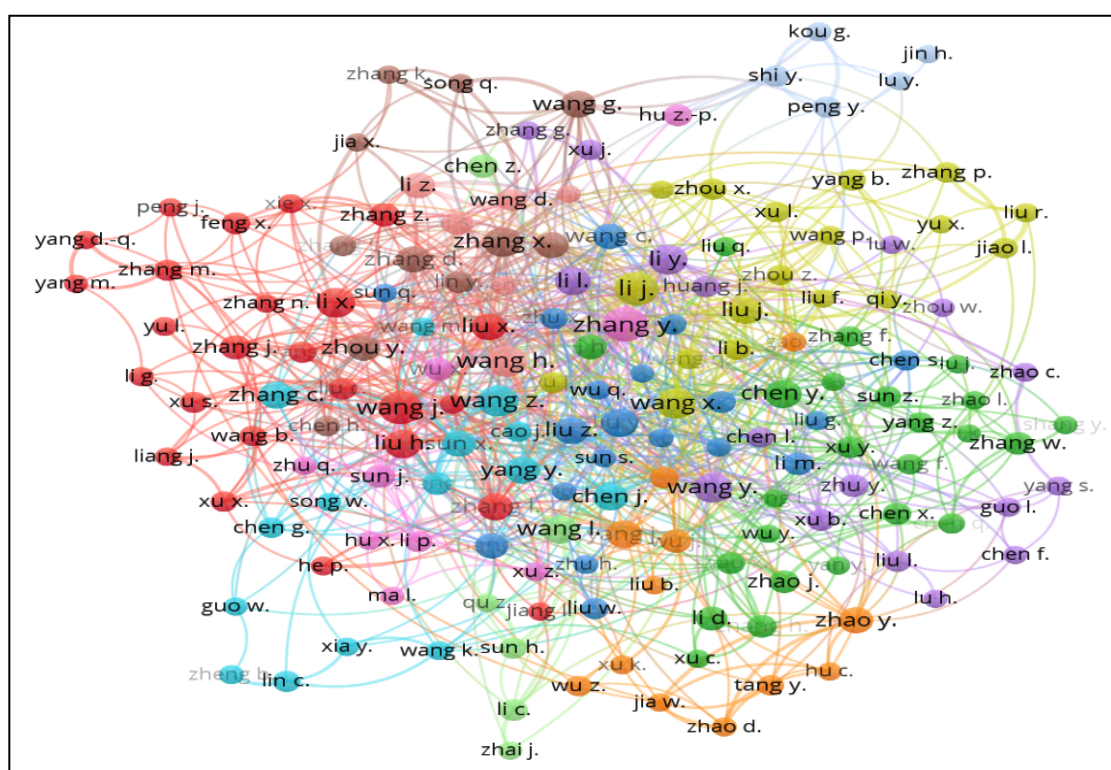 kou g.
jin h.
shi y.
lu y.
zhang k.
song q.
wang g.
peng y.
hu z.-p.
zhang g.
jia x.
xu j.
chen z.
zhang p.
li z.
zhou x.
yang b.
wang d.
xie x.
peng j.
feng x.
zhang z.
xu l.
liu r.
yu x.
wang p.
wang c.
yang d.-q.
zhang x.
liu q.
lu w.
jiao l.
zhang d.
li y.
zhang m.
yang m.
lin y.
li l.
li j.
huang j.
zhou z.
sun q.
zhang n.
li x.
liu j.
liu f.
qi y.
zhou w.
yu l.
wang m.
liu x.
zhang y.
zhang f.
zhang j.
zhou y.
li b.
wang h.
chen s.
wu x.
zhao c.
li g.
zhang c.
wu q.
chen y.
sun z.
xu s.
wang j.
wang z.
wang x.
zhao l.
chen h.
liu g.
yang z.
shang y.
wang b.
liu h.
sun x.
cao j.
liu z.
chen l.
xu y.
zhang w.
liang j.
zhu q.
sun j.
yang y.
sun s.
li m.
wang f.
xu x.
song w.
chen j.
wang y.
zhu y.
yang s.
chen g.
wang l.
xu b.
chen x.
guo l.
hu x.
li p.
wu y.
chen f.
he p.
xu z.
zhu h.
liu b.
zhao j.
yan y.
liu l.
guo w.
ma l.
qu z.
jiang l.
liu w.
li d.
zhao y.
lu h.
xia y.
wang k.
sun h.
xu k.
xu c.
hu c.
zheng b.
lin c.
wu z.
jia w.
tang y.
li c.
zhao d.
zhai j.